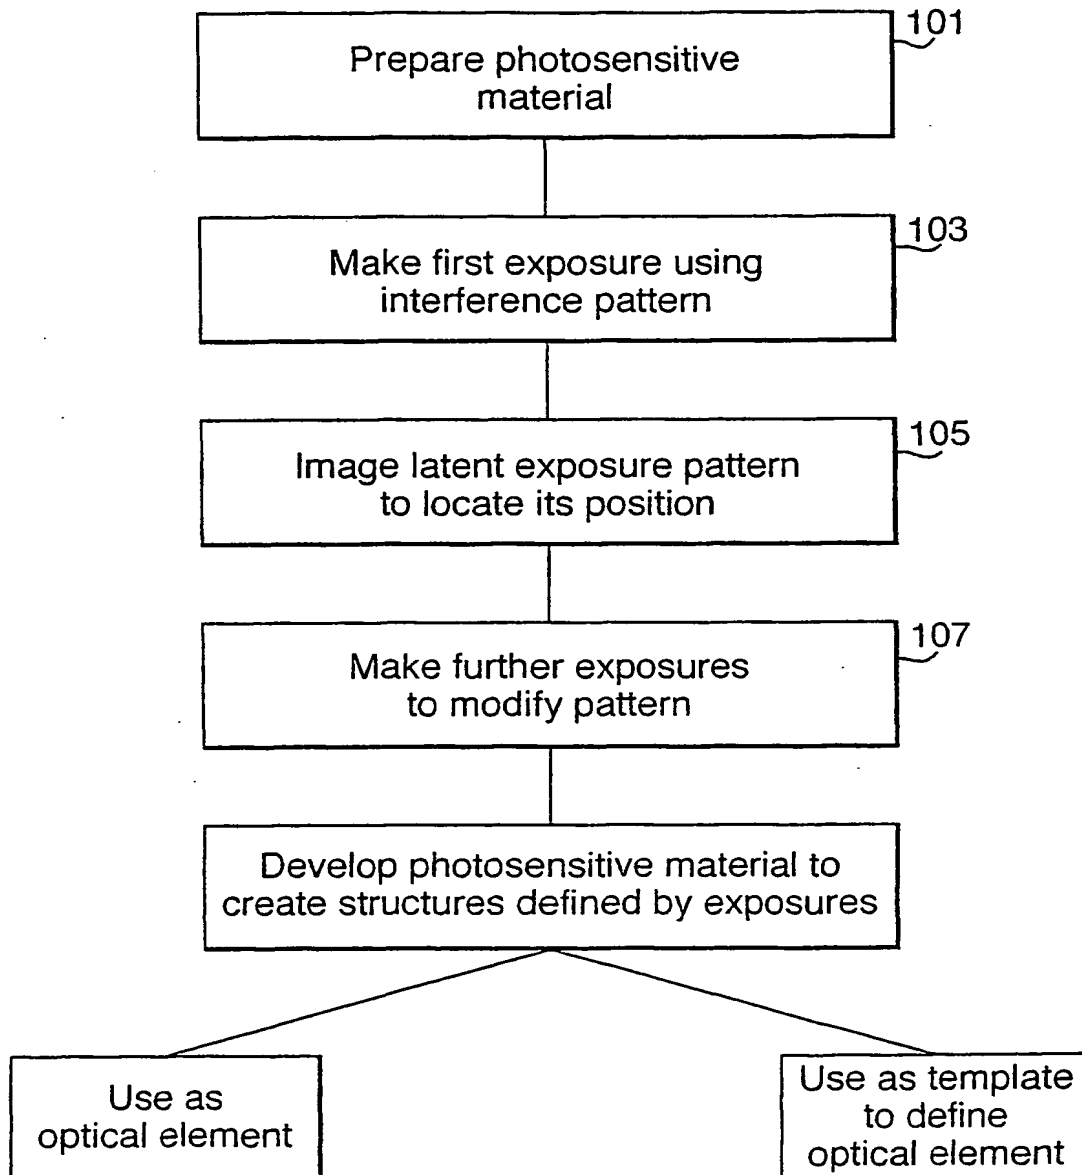 101
Prepare photosensitive
material
103
Make first exposure using
interference pattern
105
Image latent exposure pattern
to locate its position
107
Make further exposures
to modify pattern
Develop photosensitive material to
create structures defined by exposures
Use as
optical element
Use as template
to define
optical element